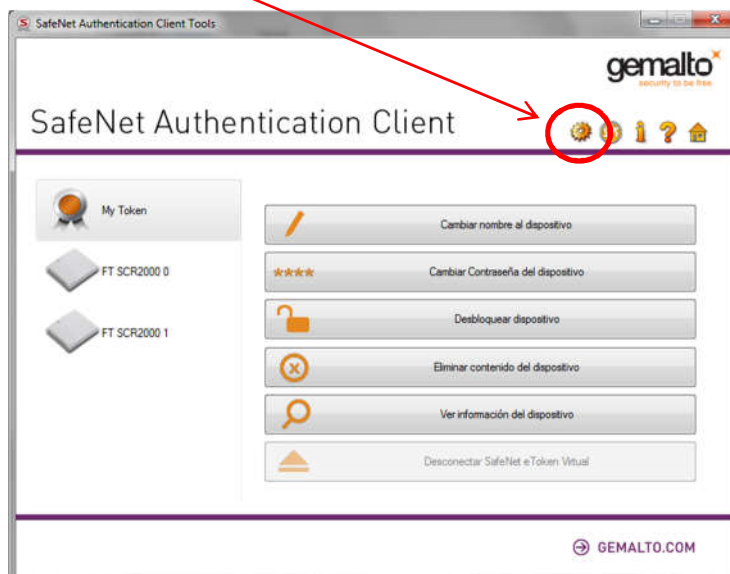 SafeNet Authentication Client Tools
gemalto
security to be free
SafeNet Authentication Client
My Token
FT SCR2000 0
FT SCR2000 1
Cambiar nombre al dispositivo
**** Cambiar Contraseña del dispositivo
Desbloquear dispositivo
Eliminar contenido del dispositivo
Ver información del dispositivo
Desconectar SafeNet eToken Virtual
GEMALTO.COM